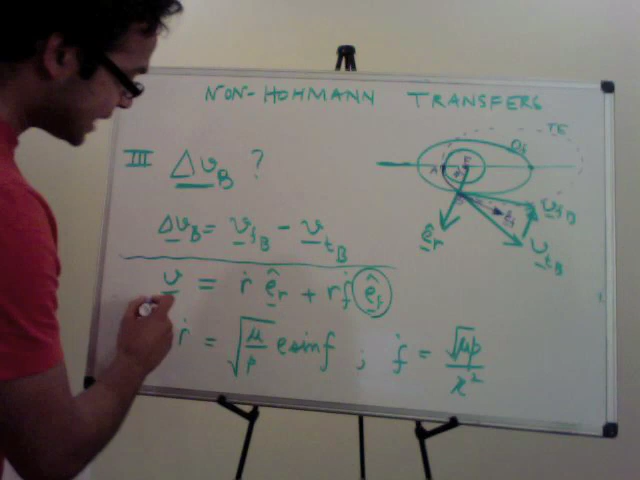 NON-HOHMANN TRANSFERS
III Δv_B ?
Δv_B = v_fB - v_tB
v = ṙ ê_r + r ḟ ê_f
ṙ = √(μ/p) e sin f ; ḟ = √μp / r²
TE
A
F
ê_r
v_fB
v_tB